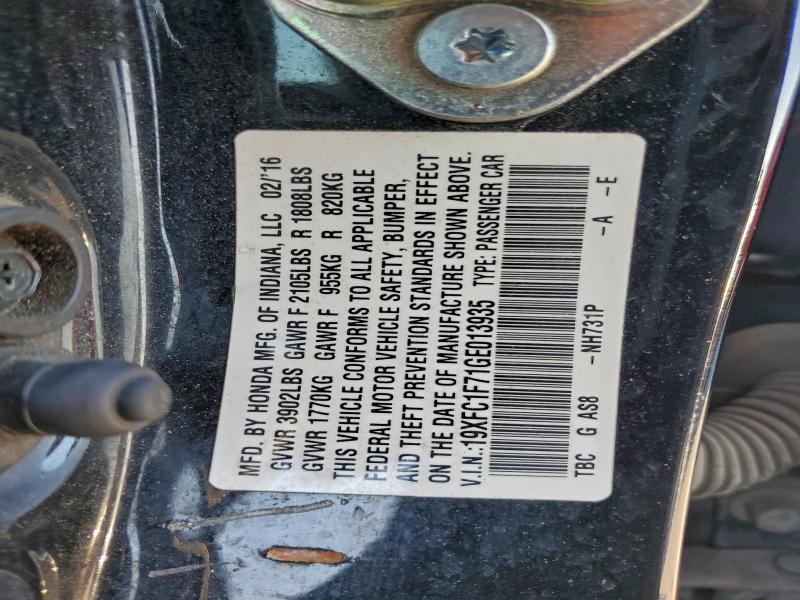 MFD. BY HONDA MFG. OF INDIANA, LLC 02/'16
GVWR 3902LBS GAWR F 2105LBS R 1808LBS
GVWR 1770KG GAWR F 955KG R 820KG
THIS VEHICLE CONFORMS TO ALL APPLICABLE
FEDERAL MOTOR VEHICLE SAFETY, BUMPER,
AND THEFT PREVENTION STANDARDS IN EFFECT
ON THE DATE OF MANUFACTURE SHOWN ABOVE.
V.I.N.:19XFC1F71GE013935 TYPE: PASSENGER CAR
TBC G AS8 -NH731P -A -E